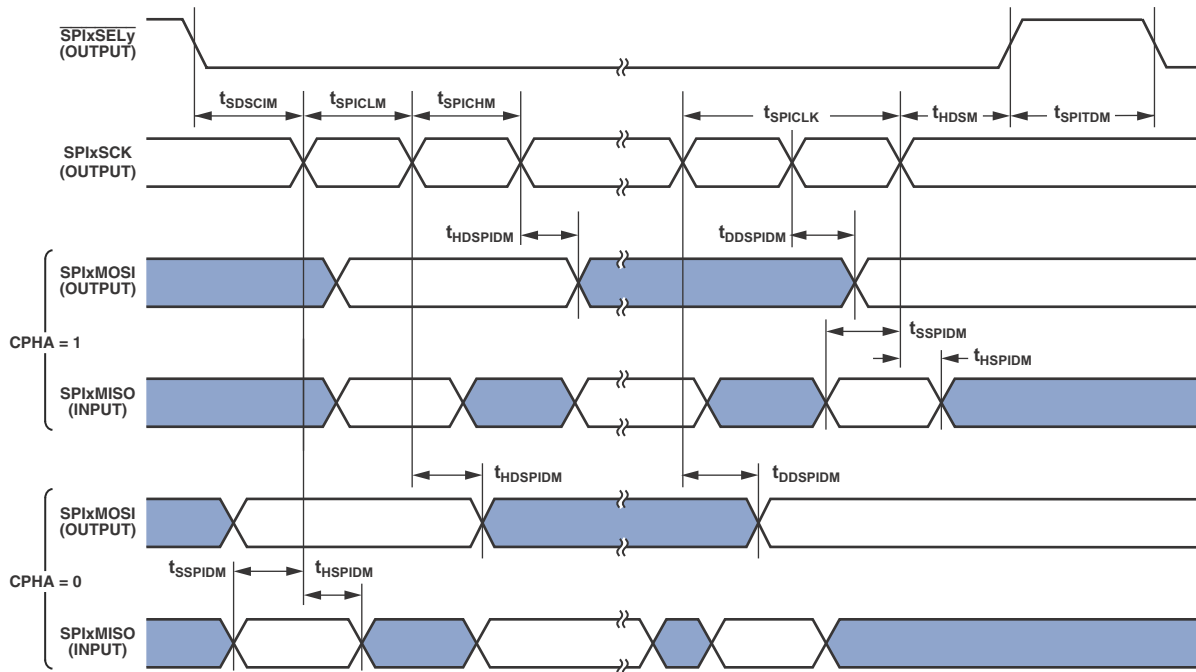 SPIxSELy
(OUTPUT)
tSDSCIM tSPICLM tSPICHM tSPICLK tHDSM tSPITDM
SPIxSCK
(OUTPUT)
tHDSPIDM tDDSPIDM
SPIxMOSI
(OUTPUT)
CPHA = 1
tSSPIDM
tHSPIDM
SPIxMISO
(INPUT)
tHDSPIDM tDDSPIDM
SPIxMOSI
(OUTPUT)
CPHA = 0
tSSPIDM tHSPIDM
SPIxMISO
(INPUT)